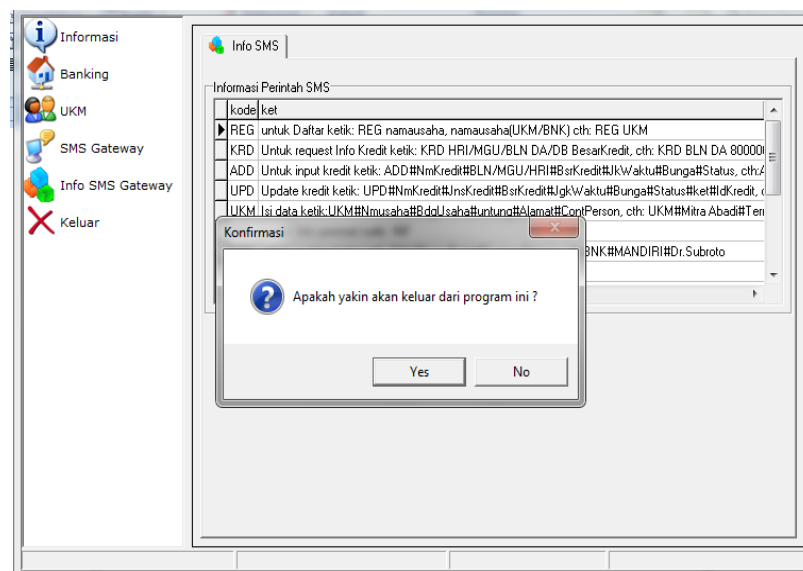 Informasi
Banking
UKM
SMS Gateway
Info SMS Gateway
Keluar
Info SMS
Informasi Perintah SMS
kode ket
REG untuk Daftar ketik: REG namausaha, namausaha(UKM/BNK) cth: REG UKM
KRD Untuk request Info Kredit ketik: KRD HRI/MGU/BLN DA/DB BesarKredit, cth: KRD BLN DA 80000
ADD Untuk input kredit ketik: ADD#NmKredit#BLN/MGU/HRI#BsrKredit#JkWaktu#Bunga#Status, cth:
UPD Update kredit ketik: UPD#NmKredit#JnsKredit#BsrKredit#JgkWaktu#Bunga#Status#ket#IdKredit,
UKM Isi data ketik:UKM#Nmusaha#BdgUsaha#untung#Alamat#ContPerson, cth: UKM#Mitra Abadi#
BNK#MANDIRI#Dr.Subroto
Konfirmasi
Apakah yakin akan keluar dari program ini ?
Yes
No